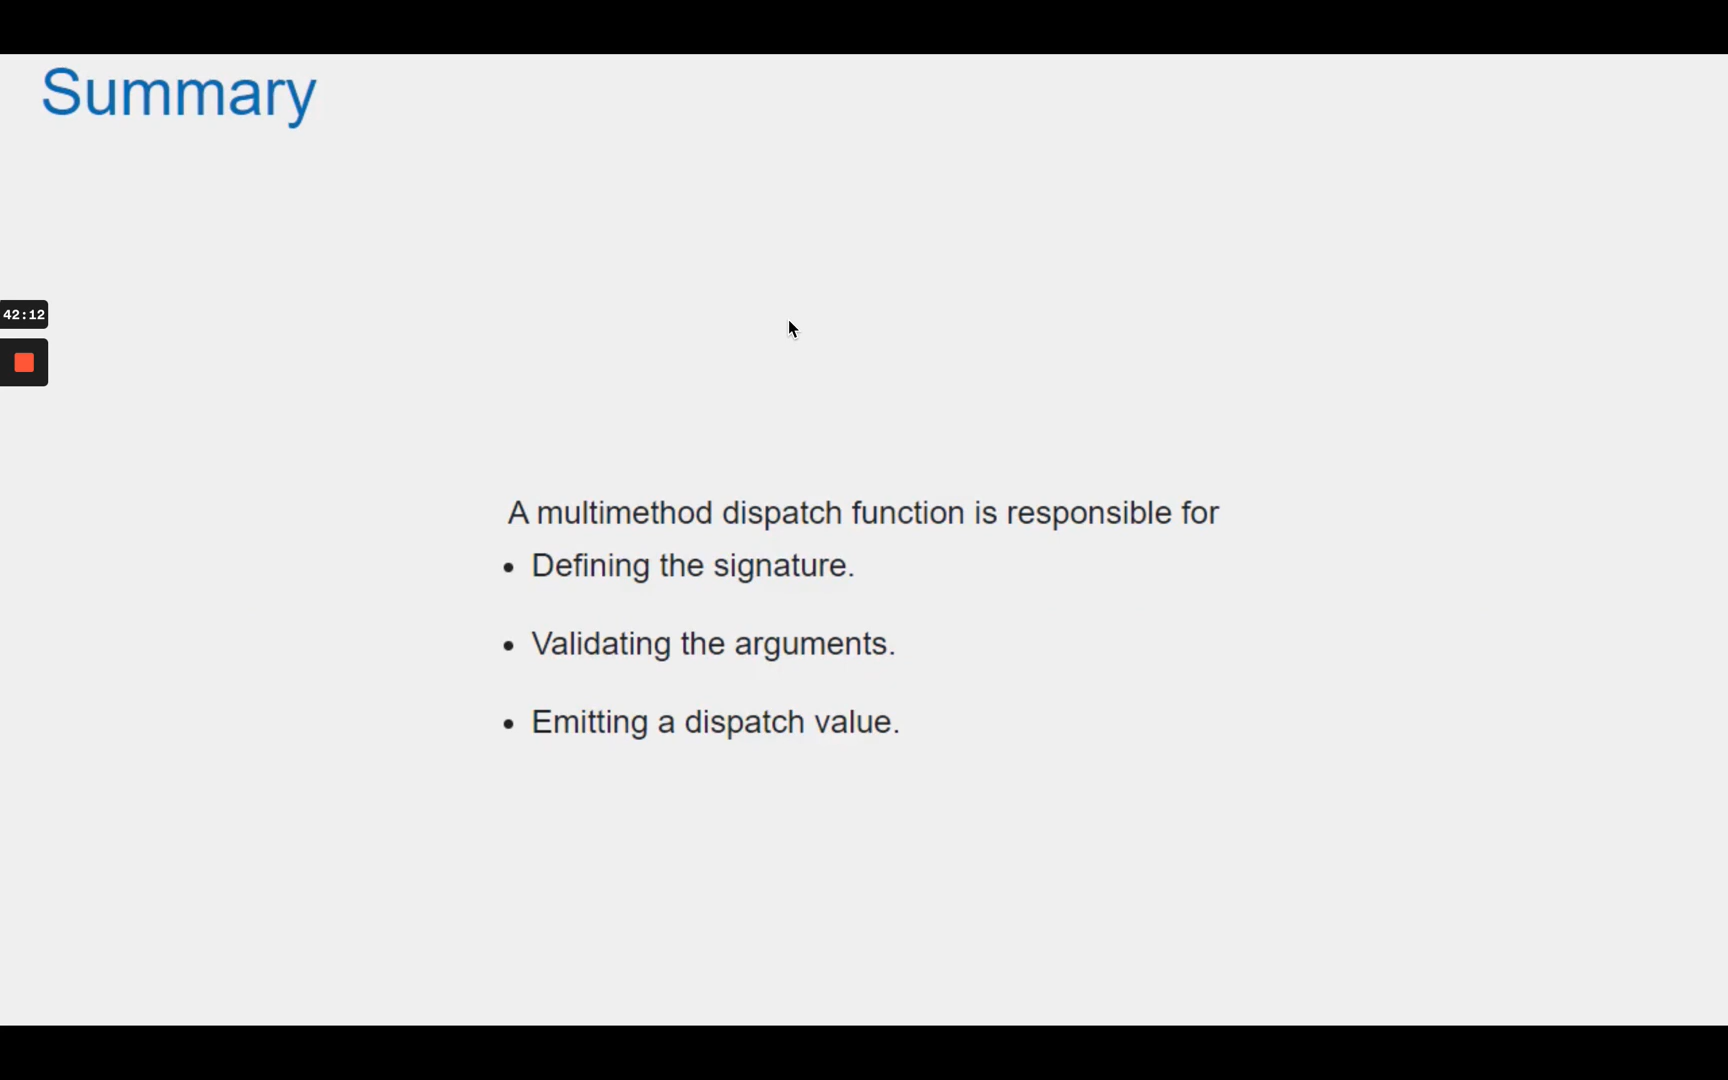 Summary
42:12
A multimethod dispatch function is responsible for
• Defining the signature.
• Validating the arguments.
• Emitting a dispatch value.